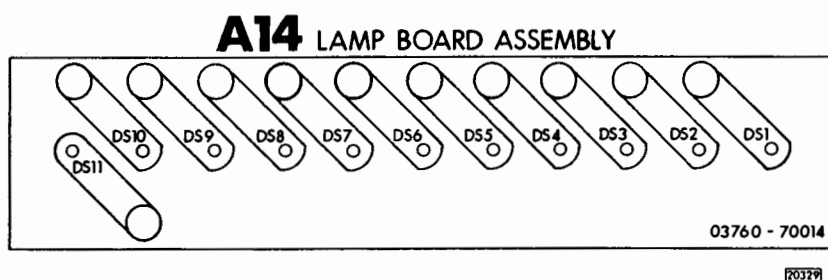 A14 LAMP BOARD ASSEMBLY
DS10 DS9 DS8 DS7 DS6 DS5 DS4 DS3 DS2 DS1
DS11
03760 - 70014
20329